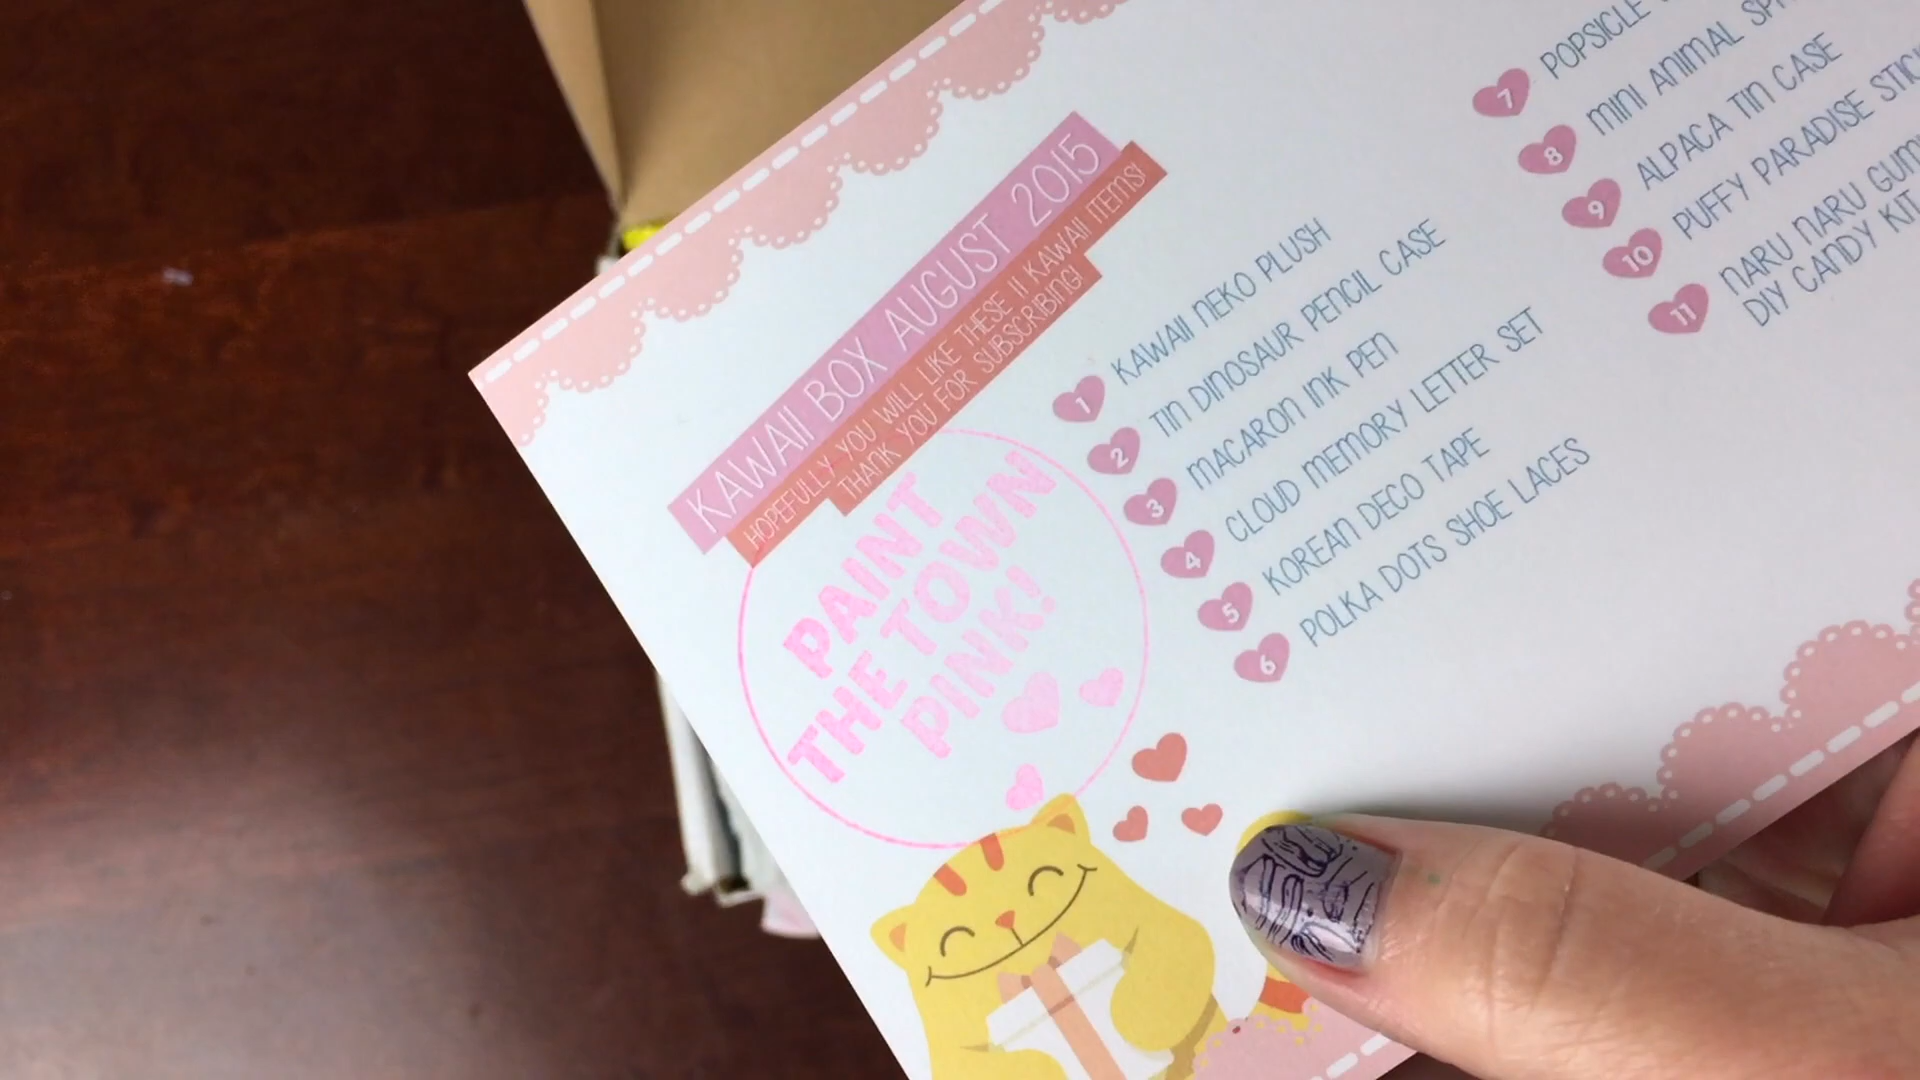 KAWAII BOX AUGUST 2015
HOPEFULLY YOU WILL LIKE THESE 11 KAWAII ITEMS!
THANK YOU FOR SUBSCRIBING!
PAINT
THE TOWN
PINK!
1 KAWAII NEKO PLUSH
2 TIN DINOSAUR PENCIL CASE
3 MACARON INK PEN
4 CLOUD MEMORY LETTER SET
5 KOREAN DECO TAPE
6 POLKA DOTS SHOE LACES
7 POPSICLE
8 MINI ANIMAL
9 ALPACA TIN CASE
10 PUFFY PARADISE
11 NARU NARU
DIY CANDY KIT